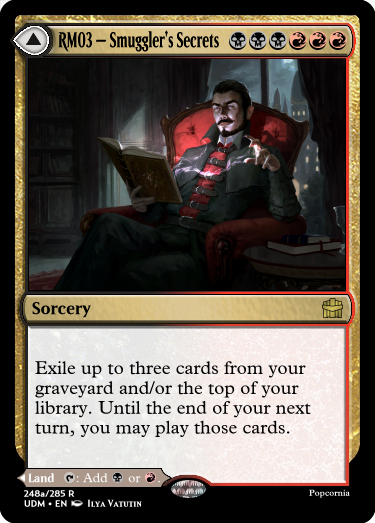 RM03 – Smuggler's Secrets
Sorcery
Exile up to three cards from your
graveyard and/or the top of your
library. Until the end of your next
turn, you may play those cards.
Land : Add or .
248a/285 R
Popcornia
UDM • EN Ilya Vatutin